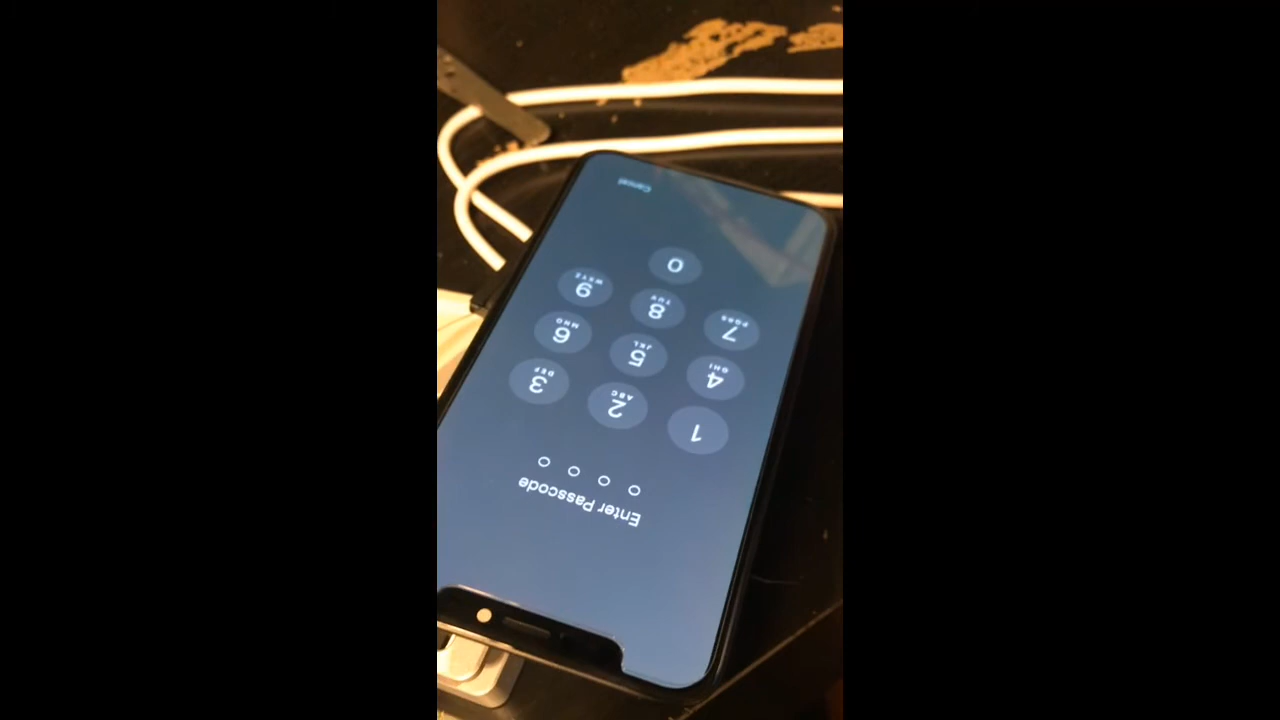 Enter Passcode
1
2
ABC
3
DEF
4
GHI
5
JKL
6
MNO
7
PQRS
8
TUV
9
WXYZ
0
Cancel